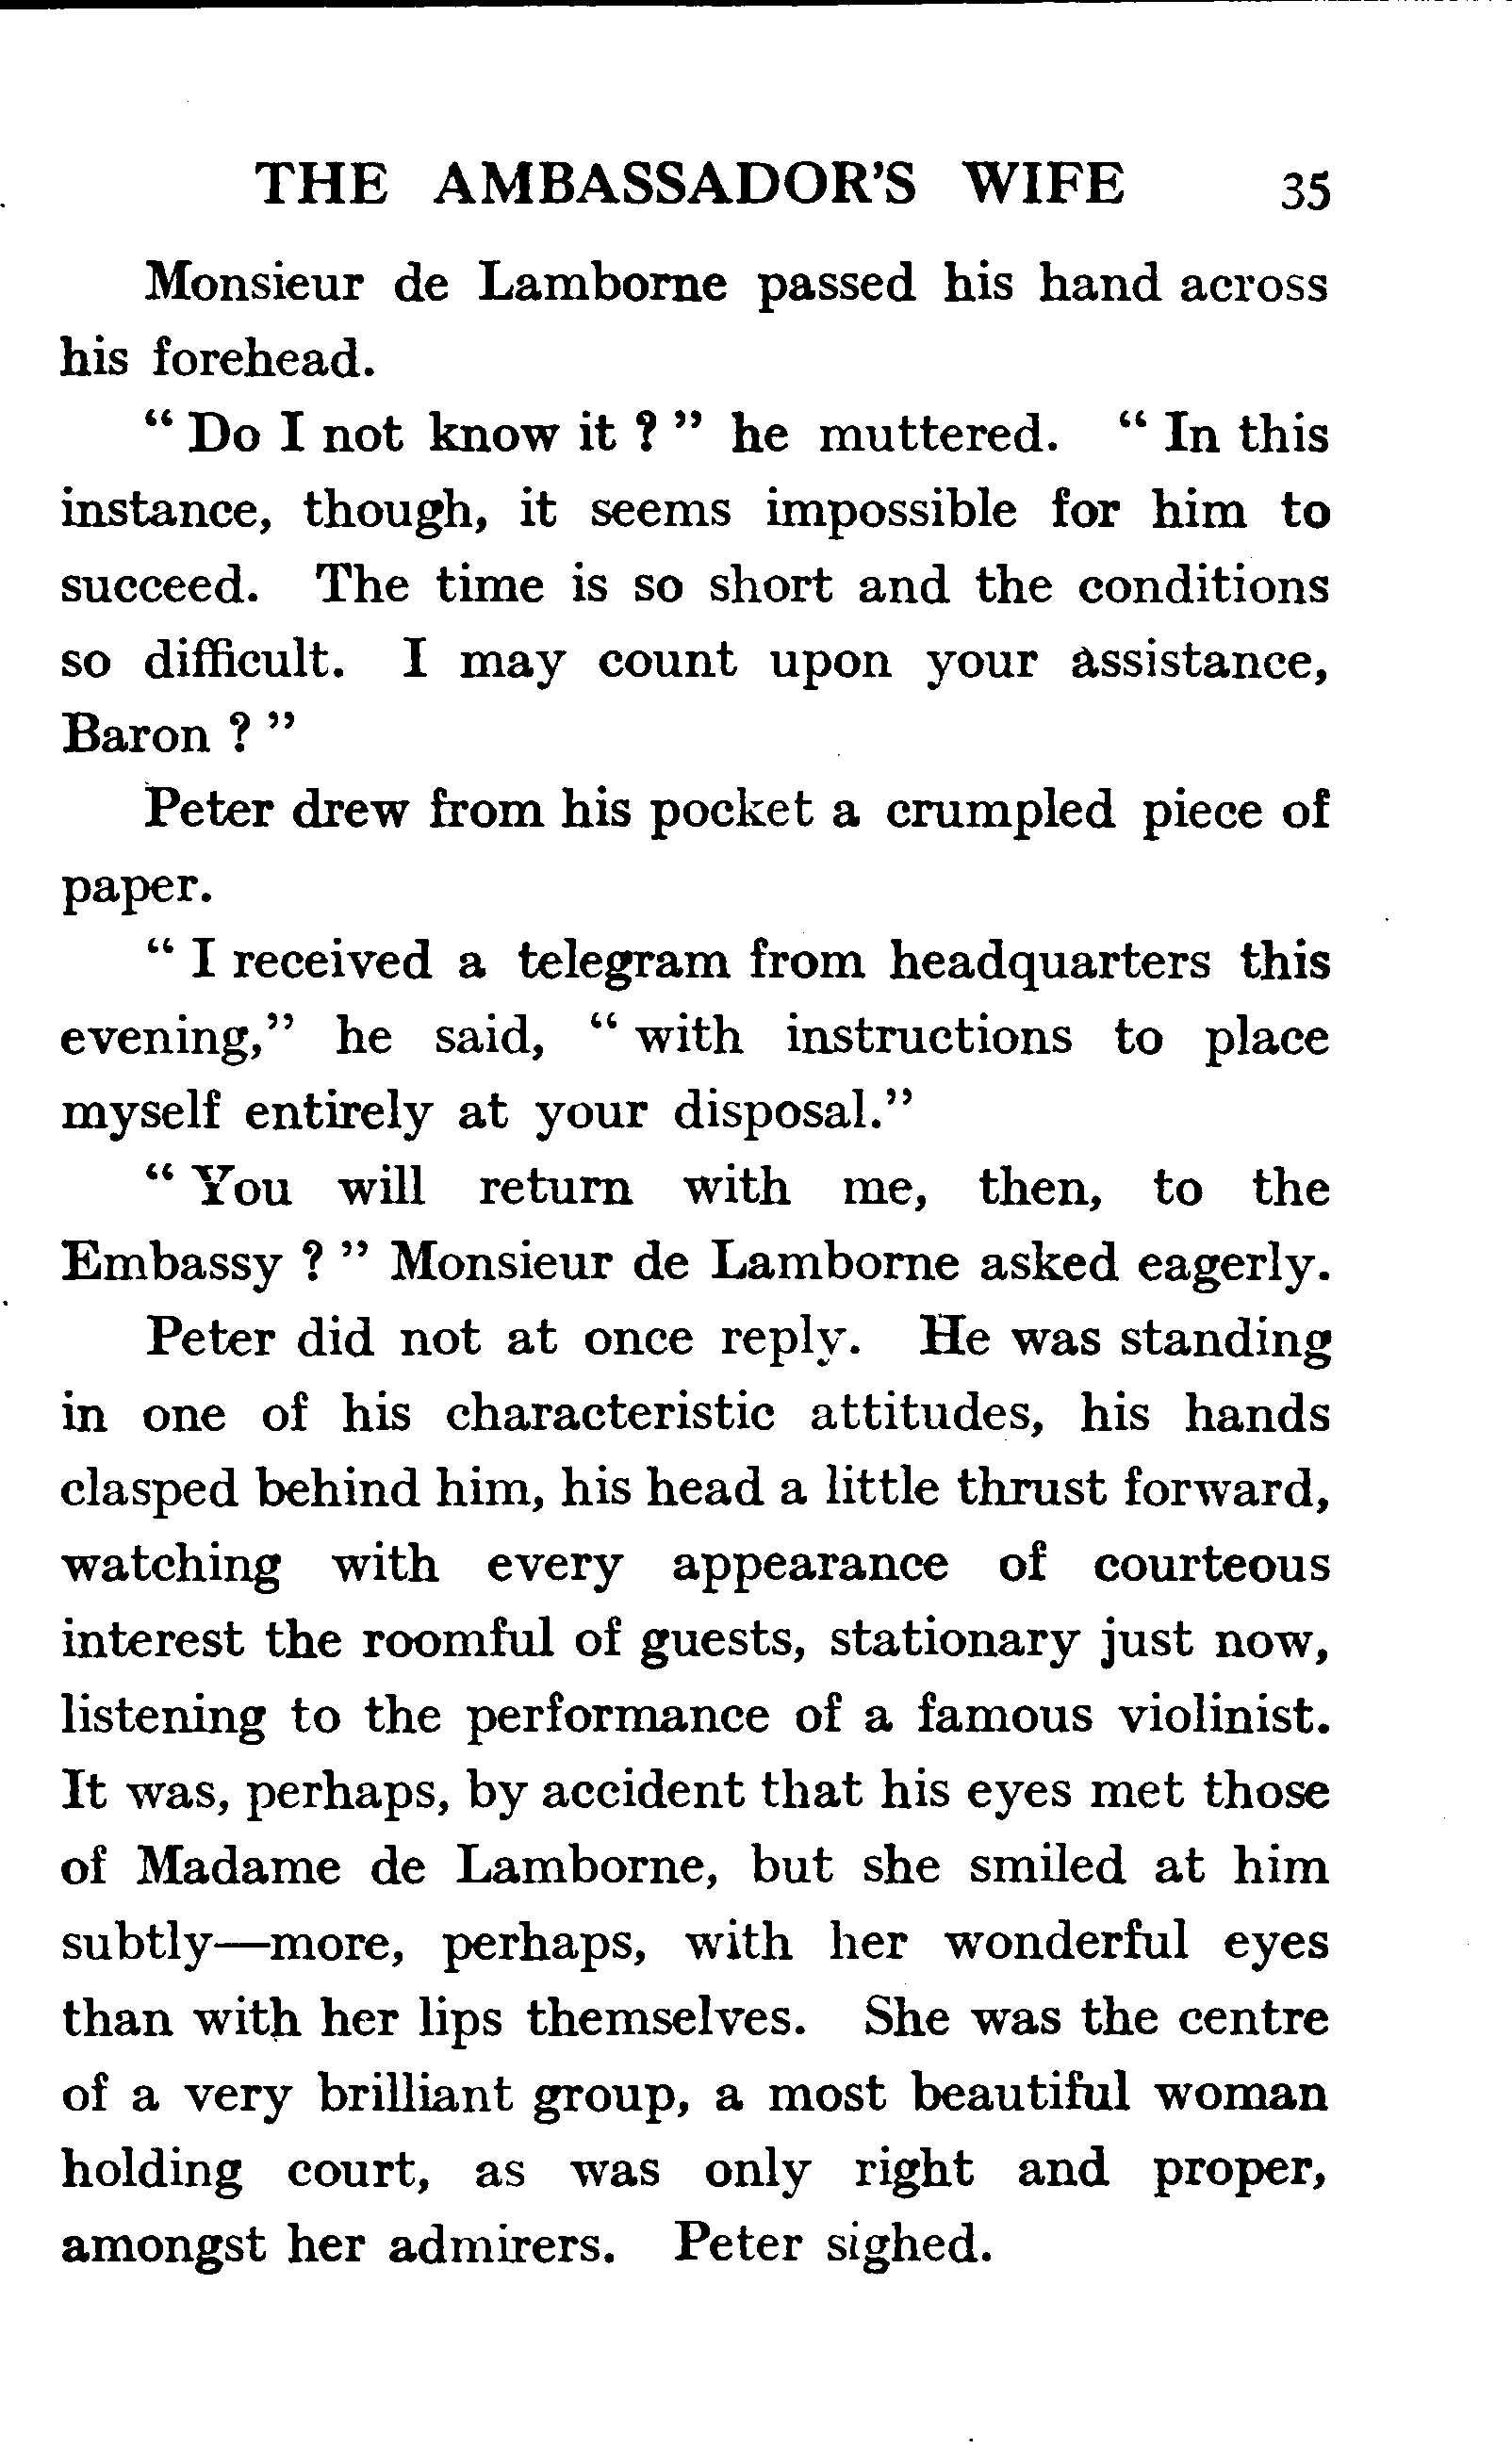 THE AMBASSADOR'S WIFE 35
Monsieur de Lamborne passed his hand across
his forehead.
“ Do I not know it ? ” he muttered. “ In this
instance, though, it seems impossible for him to
succeed. The time is so short and the conditions
so difficult. I may count upon your assistance,
Baron ? ”
Peter drew from his pocket a crumpled piece of
paper.
“ I received a telegram from headquarters this
evening,” he said, “ with instructions to place
myself entirely at your disposal.”
“ You will return with me, then, to the
Embassy ? ” Monsieur de Lamborne asked eagerly.
Peter did not at once reply. He was standing
in one of his characteristic attitudes, his hands
clasped behind him, his head a little thrust forward,
watching with every appearance of courteous
interest the roomful of guests, stationary just now,
listening to the performance of a famous violinist.
It was, perhaps, by accident that his eyes met those
of Madame de Lamborne, but she smiled at him
subtly—more, perhaps, with her wonderful eyes
than with her lips themselves. She was the centre
of a very brilliant group, a most beautiful woman
holding court, as was only right and proper,
amongst her admirers. Peter sighed.